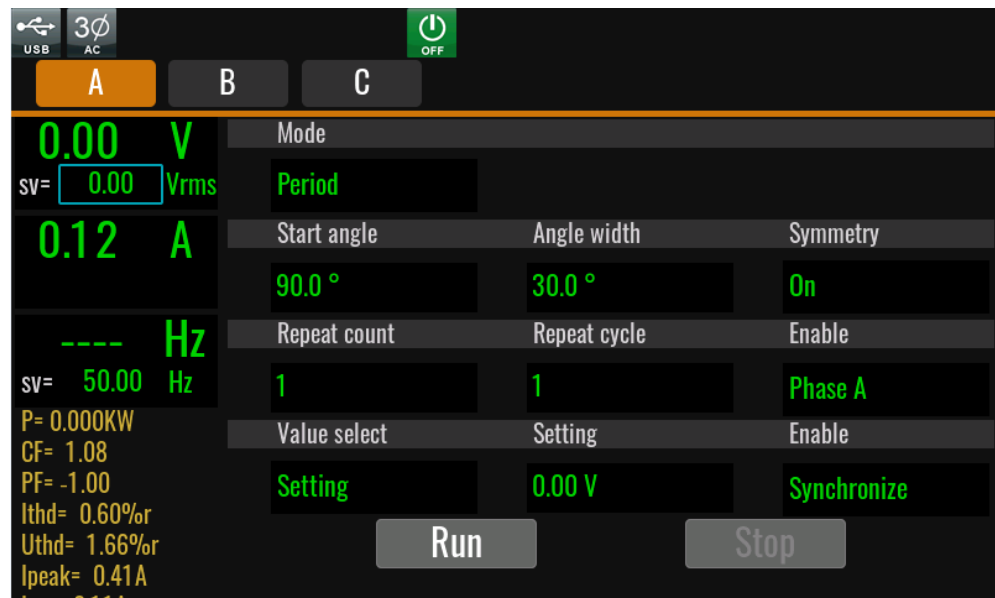 USB
3Ø
AC
OFF
A B C
0.00 V
sv= 0.00 Vrms
0.12 A
---- Hz
sv= 50.00 Hz
P= 0.000KW
CF= 1.08
PF= -1.00
Ithd= 0.60%r
Uthd= 1.66%r
Ipeak= 0.41A
Mode
Period
Start angle Angle width Symmetry
90.0 ° 30.0 ° On
Repeat count Repeat cycle Enable
1 1 Phase A
Value select Setting Enable
Setting 0.00 V Synchronize
Run Stop